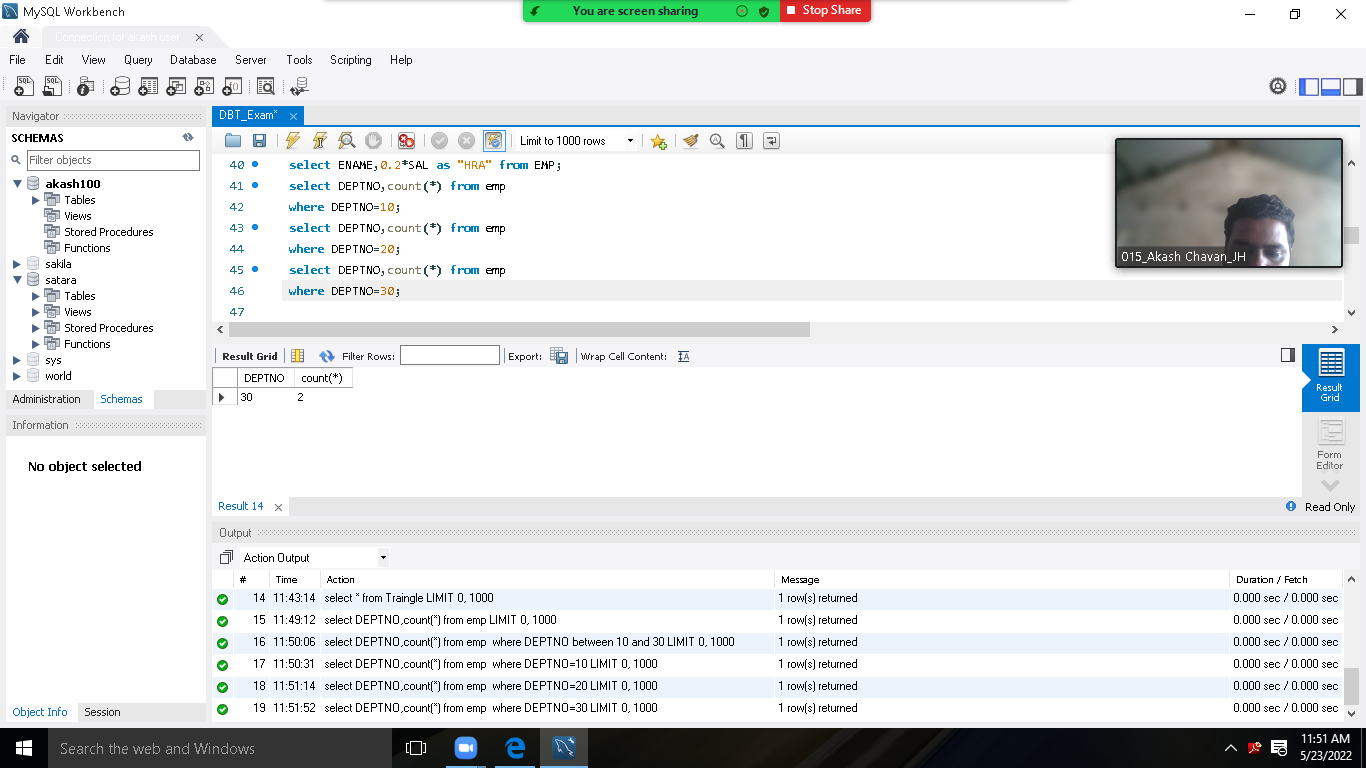 MySQL Workbench
You are screen sharing
Stop Share
Connection for akash user
File Edit View Query Database Server Tools Scripting Help
Navigator
SCHEMAS
Filter objects
akash100
Tables
Views
Stored Procedures
Functions
sakila
satara
Tables
Views
Stored Procedures
Functions
sys
world
Administration Schemas
Information
No object selected
Object Info Session
DBT_Exam*
Limit to 1000 rows
40 select ENAME,0.2*SAL as "HRA" from EMP;
41 select DEPTNO,count(*) from emp
42 where DEPTNO=10;
43 select DEPTNO,count(*) from emp
44 where DEPTNO=20;
45 select DEPTNO,count(*) from emp
46 where DEPTNO=30;
47
015_Akash Chavan_JH
Result Grid Filter Rows: Export: Wrap Cell Content:
DEPTNO count(*)
30 2
Result Grid
Form Editor
Result 14
Read Only
Output
Action Output
# Time Action Message Duration / Fetch
14 11:43:14 select * from Traingle LIMIT 0, 1000 1 row(s) returned 0.000 sec / 0.000 sec
15 11:49:12 select DEPTNO,count(*) from emp LIMIT 0, 1000 1 row(s) returned 0.000 sec / 0.000 sec
16 11:50:06 select DEPTNO,count(*) from emp where DEPTNO between 10 and 30 LIMIT 0, 1000 1 row(s) returned 0.000 sec / 0.000 sec
17 11:50:31 select DEPTNO,count(*) from emp where DEPTNO=10 LIMIT 0, 1000 1 row(s) returned 0.000 sec / 0.000 sec
18 11:51:14 select DEPTNO,count(*) from emp where DEPTNO=20 LIMIT 0, 1000 1 row(s) returned 0.000 sec / 0.000 sec
19 11:51:52 select DEPTNO,count(*) from emp where DEPTNO=30 LIMIT 0, 1000 1 row(s) returned 0.000 sec / 0.000 sec
Search the web and Windows
11:51 AM
5/23/2022